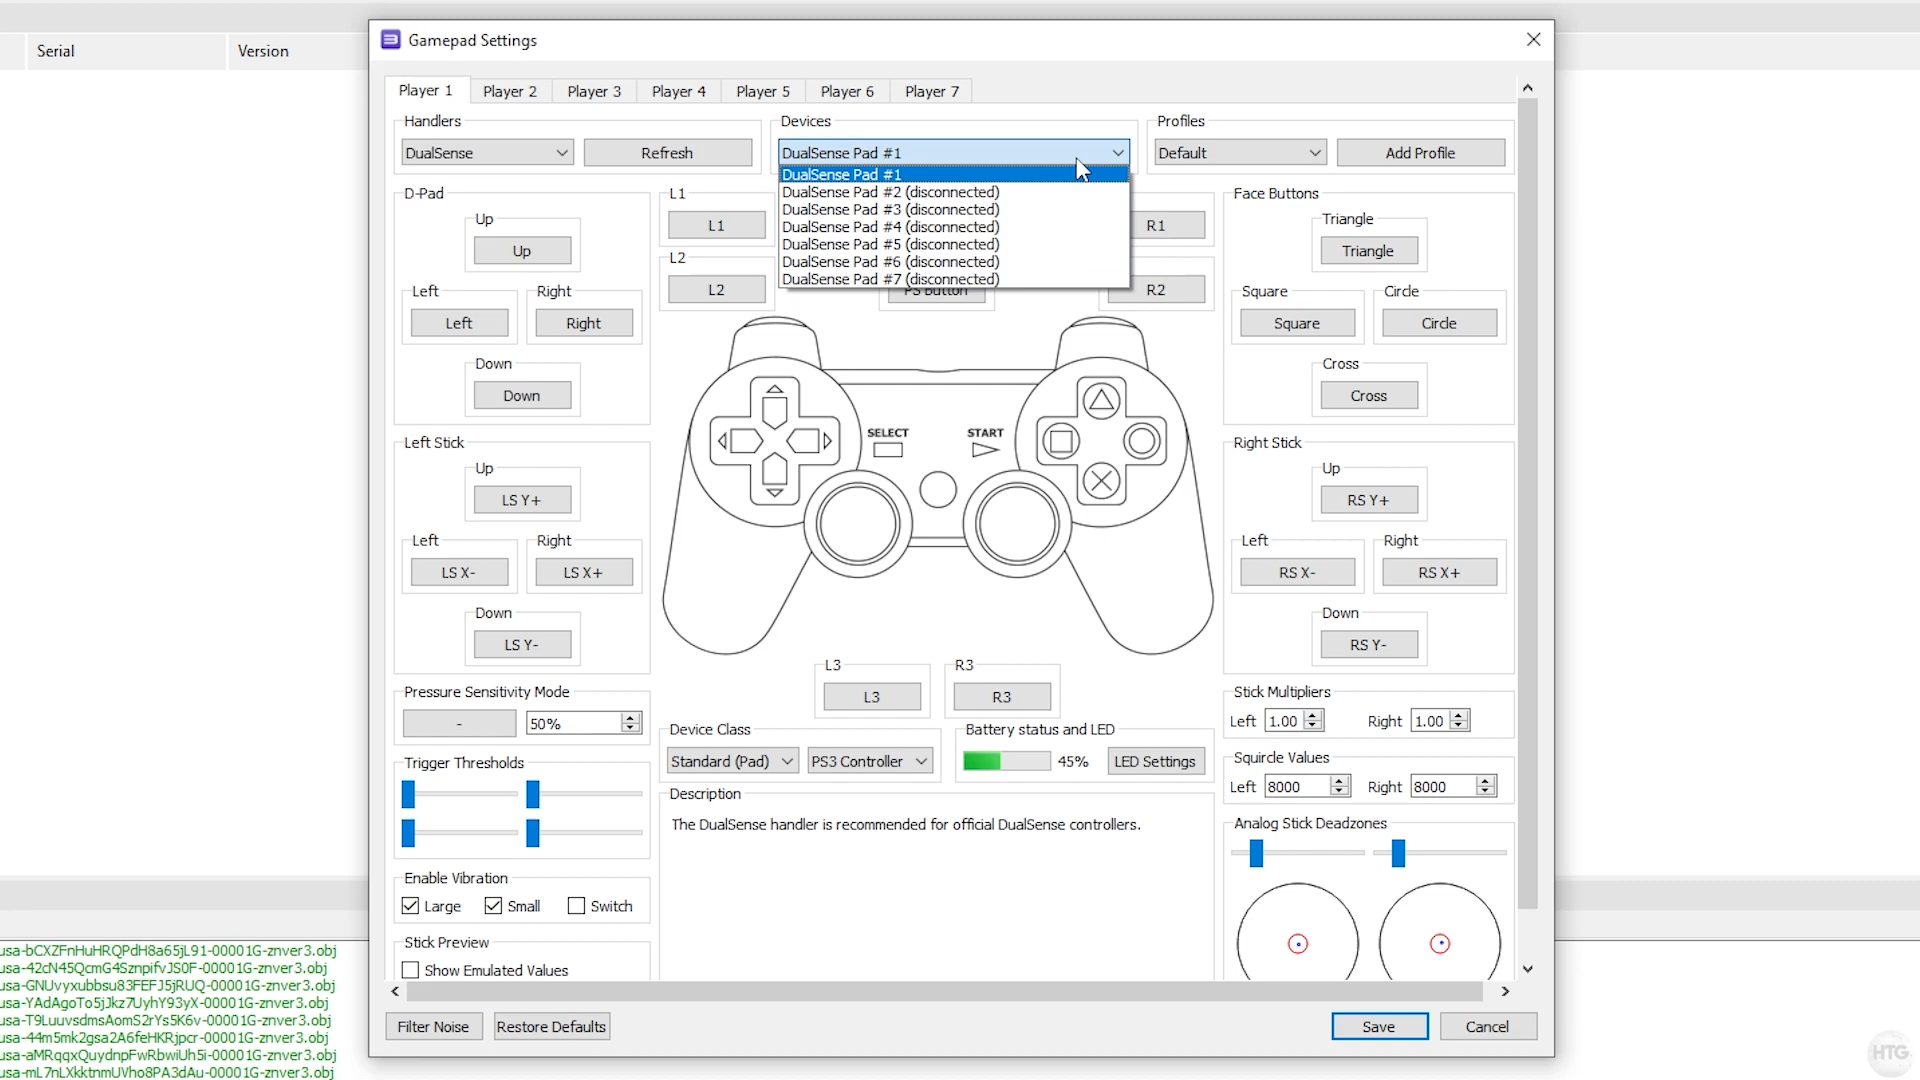 Serial
Version
Gamepad Settings
Player 1
Player 2
Player 3
Player 4
Player 5
Player 6
Player 7
Handlers
DualSense
Refresh
Devices
DualSense Pad #1
DualSense Pad #1
DualSense Pad #2 (disconnected)
DualSense Pad #3 (disconnected)
DualSense Pad #4 (disconnected)
DualSense Pad #5 (disconnected)
DualSense Pad #6 (disconnected)
DualSense Pad #7 (disconnected)
Profiles
Default
Add Profile
D-Pad
Up
Up
Left
Left
Right
Right
Down
Down
L1
L1
L2
L2
PS Button
R1
R2
Face Buttons
Triangle
Triangle
Square
Square
Circle
Circle
Cross
Cross
SELECT
START
Left Stick
Up
LS Y+
Left
LS X-
Right
LS X+
Down
LS Y-
Right Stick
Up
RS Y+
Left
RS X-
Right
RS X+
Down
RS Y-
L3
L3
R3
R3
Pressure Sensitivity Mode
-
50%
Device Class
Standard (Pad)
PS3 Controller
Battery status and LED
45%
LED Settings
Stick Multipliers
Left 1.00
Right 1.00
Trigger Thresholds
Squircle Values
Left 8000
Right 8000
Description
The DualSense handler is recommended for official DualSense controllers.
Analog Stick Deadzones
Enable Vibration
Large
Small
Switch
Stick Preview
Show Emulated Values
Filter Noise
Restore Defaults
Save
Cancel
usa-bCXZFnHuHRQPdH8a65jL91-00001G-znver3.obj
usa-42cN45QcmG4SznpifvJS0F-00001G-znver3.obj
usa-GNUvyxubbsu83FEFJ5jRUQ-00001G-znver3.obj
usa-YAdAgoTo5jJkz7UyhY93yX-00001G-znver3.obj
usa-T9LuuvsdmsAomS2rYs5K6v-00001G-znver3.obj
usa-44m5mk2gsa2A6feHKRjpcr-00001G-znver3.obj
usa-aMRqqxQuydnpFwRbwiUh5i-00001G-znver3.obj
usa-mL7nLXkktnmUVho8PA3dAu-00001G-znver3.obj
HTG